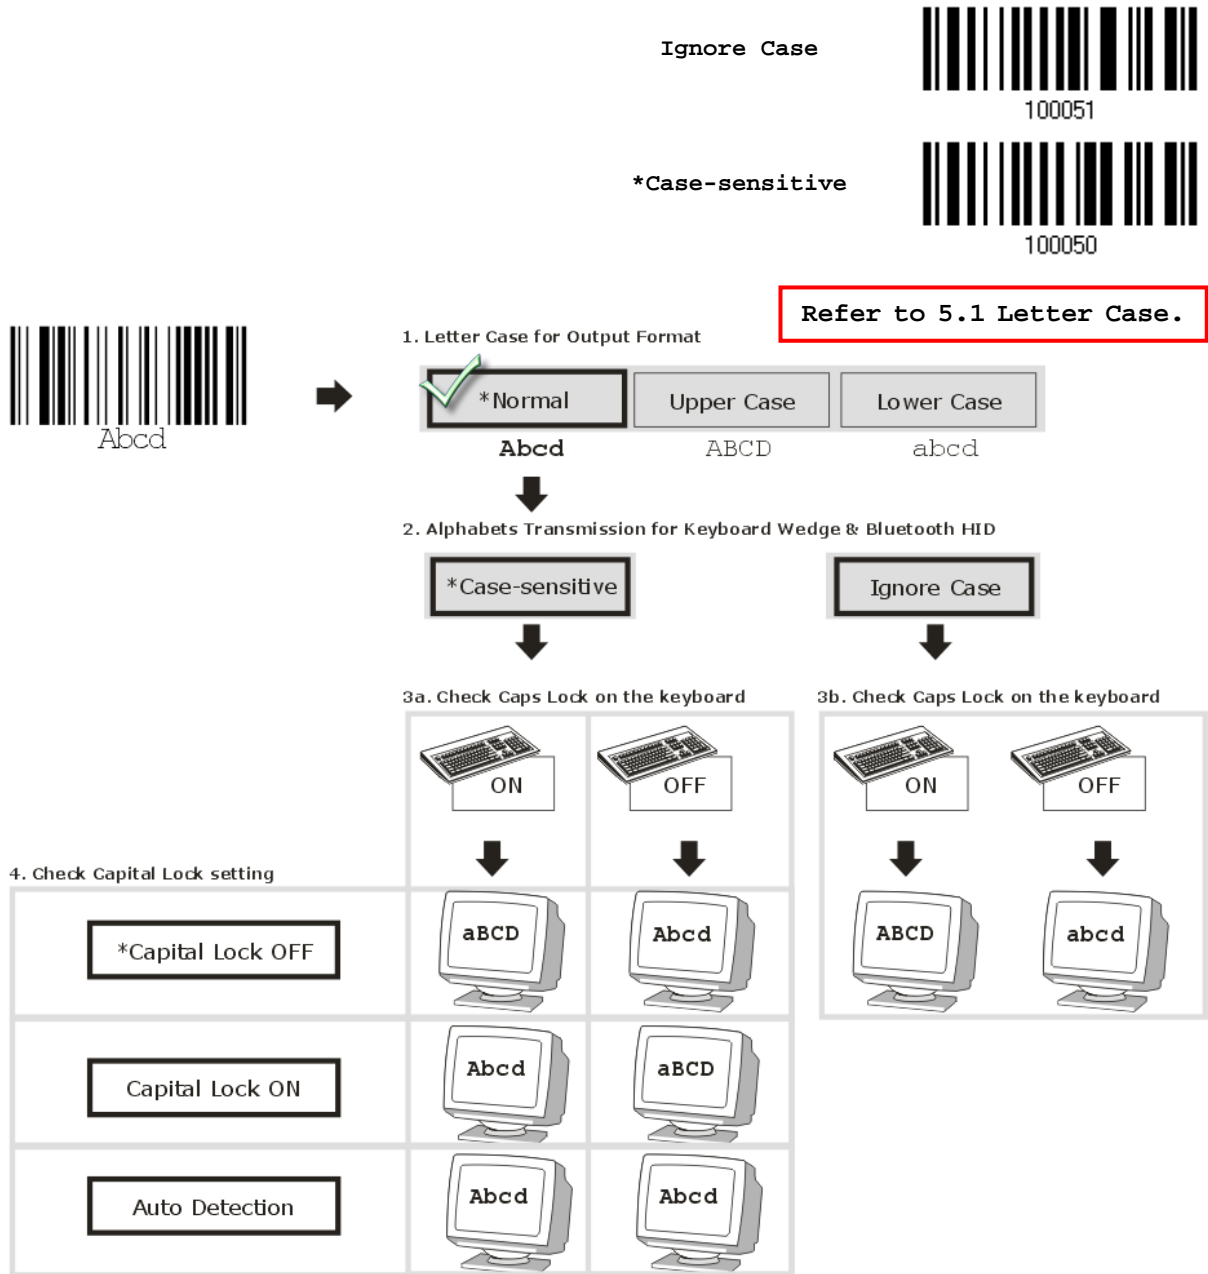 Ignore Case
100051
*Case-sensitive
100050
Refer to 5.1 Letter Case.
Abcd
1. Letter Case for Output Format
*Normal
Upper Case
Lower Case
Abcd
ABCD
abcd
2. Alphabets Transmission for Keyboard Wedge & Bluetooth HID
*Case-sensitive
Ignore Case
3a. Check Caps Lock on the keyboard
3b. Check Caps Lock on the keyboard
ON
OFF
ON
OFF
4. Check Capital Lock setting
*Capital Lock OFF
aBCD
Abcd
ABCD
abcd
Capital Lock ON
Abcd
aBCD
Auto Detection
Abcd
Abcd